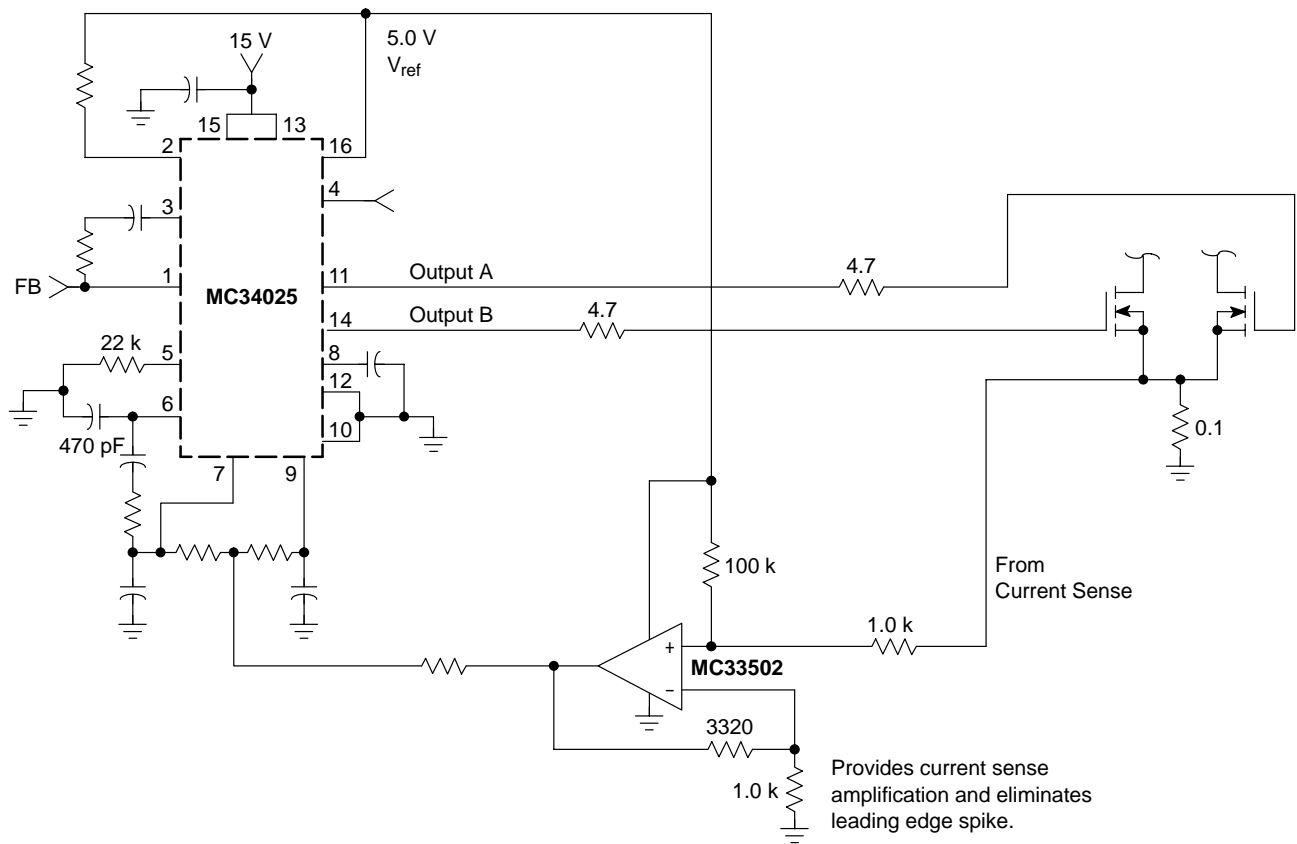 15 V
5.0 V
Vref
15
13
2
16
4
3
FB
1
MC34025
11
Output A
4.7
14
Output B
4.7
22 k
5
8
12
6
470 pF
10
7
9
0.1
100 k
From
Current Sense
1.0 k
+
MC33502
−
3320
1.0 k
Provides current sense
amplification and eliminates
leading edge spike.